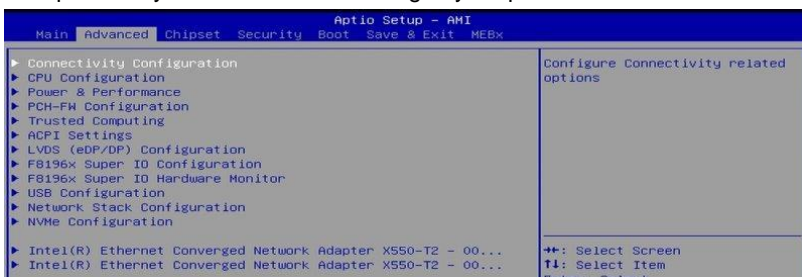 Aptio Setup - AMI
Main Advanced Chipset Security Boot Save & Exit MEBx
Connectivity Configuration
CPU Configuration
Power & Performance
PCH-FW Configuration
Trusted Computing
ACPI Settings
LVDS (eDP/DP) Configuration
F8196x Super IO Configuration
F8196x Super IO Hardware Monitor
USB Configuration
Network Stack Configuration
NVMe Configuration
Intel(R) Ethernet Converged Network Adapter X550-T2 - 00...
Intel(R) Ethernet Converged Network Adapter X550-T2 - 00...
Configure Connectivity related
options
→←: Select Screen
↑↓: Select Item